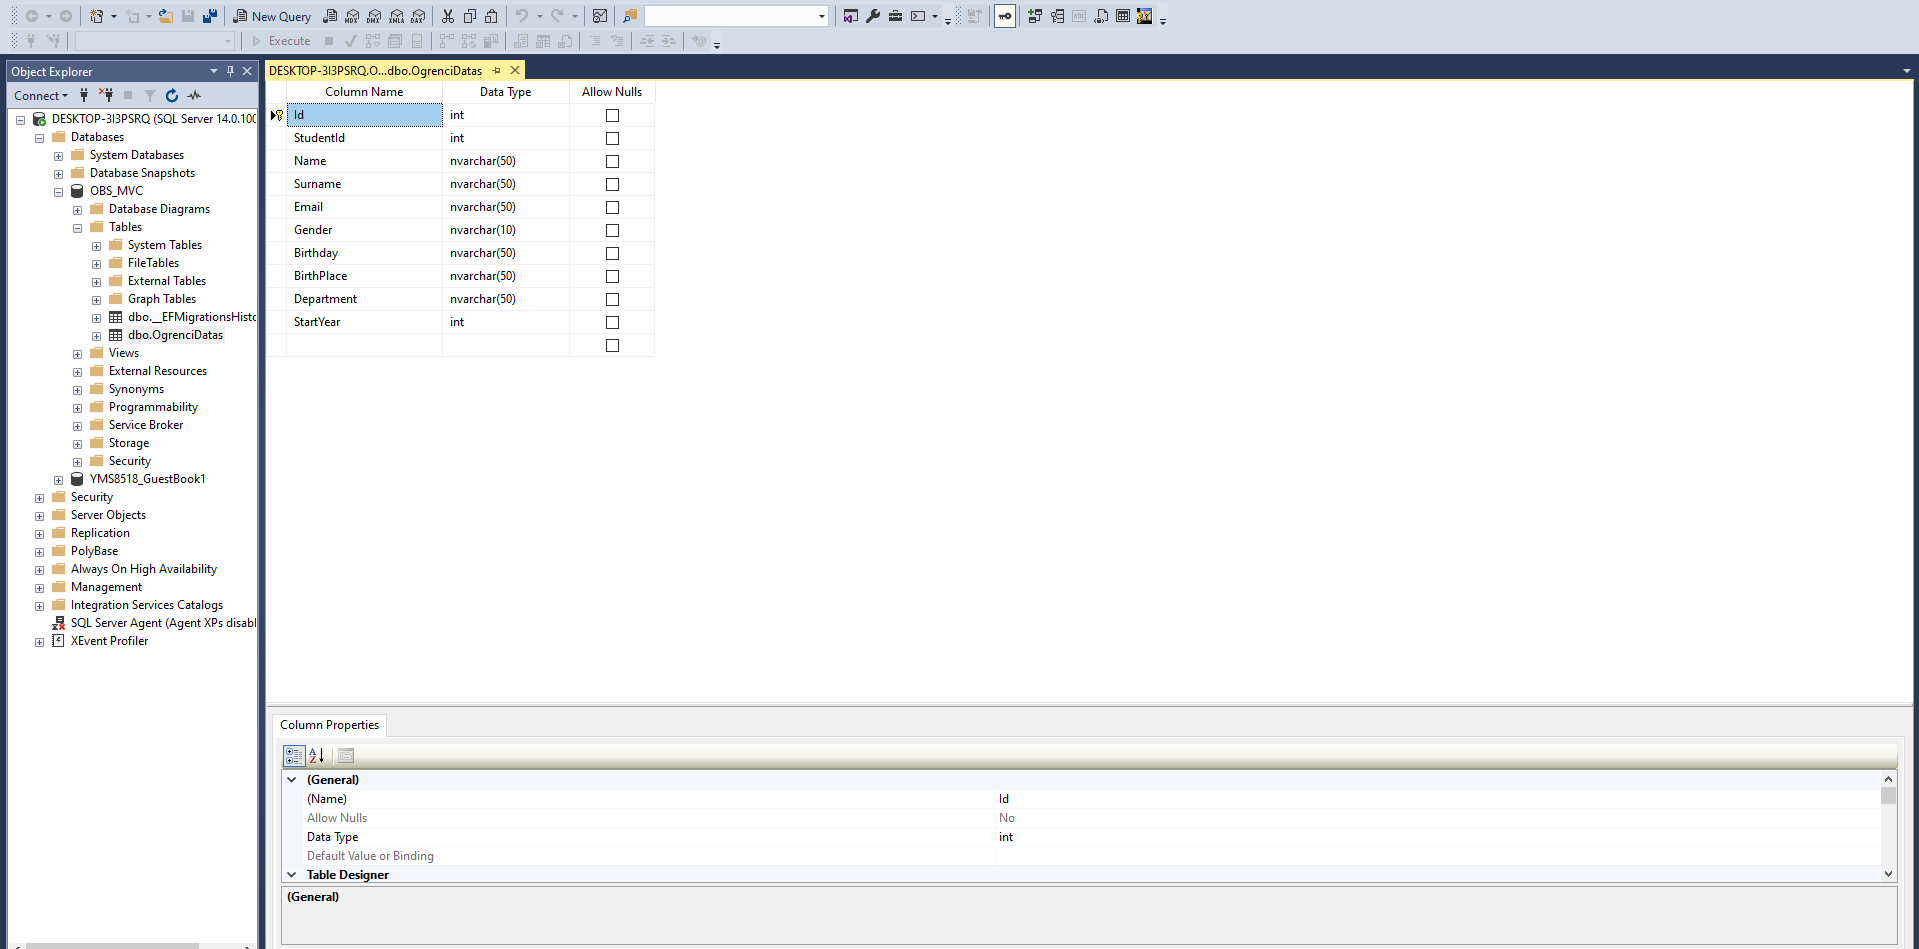 New Query
MDX DMX XMLA DAX
Execute
Object Explorer
Connect
DESKTOP-3I3PSRQ (SQL Server 14.0.100
Databases
System Databases
Database Snapshots
OBS_MVC
Database Diagrams
Tables
System Tables
FileTables
External Tables
Graph Tables
dbo.__EFMigrationsHisto
dbo.OgrenciDatas
Views
External Resources
Synonyms
Programmability
Service Broker
Storage
Security
YMS8518_GuestBook1
Security
Server Objects
Replication
PolyBase
Always On High Availability
Management
Integration Services Catalogs
SQL Server Agent (Agent XPs disabl
XEvent Profiler
DESKTOP-3I3PSRQ.O...dbo.OgrenciDatas
Column Name Data Type Allow Nulls
Id int
StudentId int
Name nvarchar(50)
Surname nvarchar(50)
Email nvarchar(50)
Gender nvarchar(10)
Birthday nvarchar(50)
BirthPlace nvarchar(50)
Department nvarchar(50)
StartYear int
Column Properties
(General)
(Name) Id
Allow Nulls No
Data Type int
Default Value or Binding
Table Designer
(General)